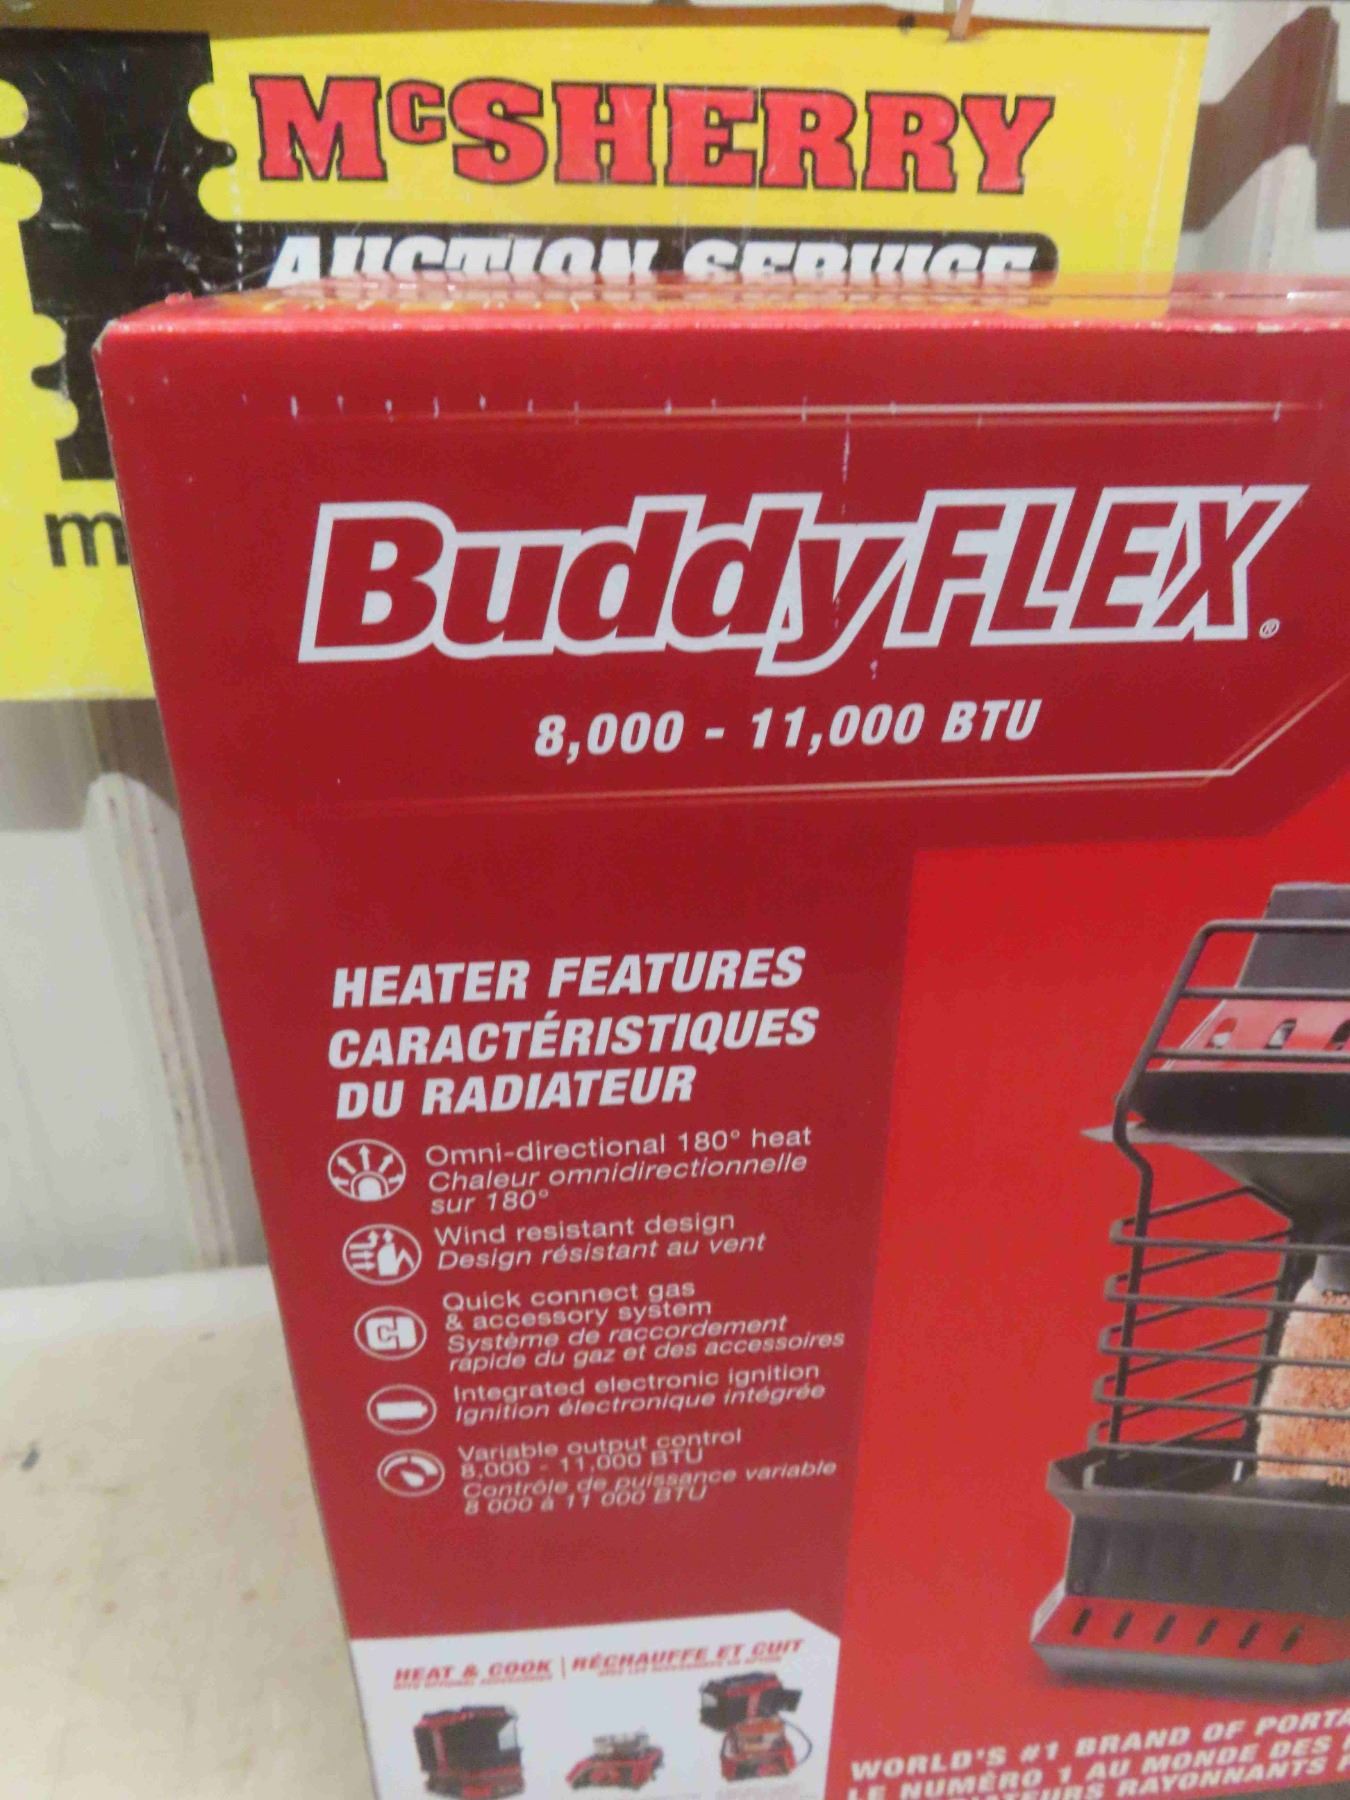 McSHERRY
AUCTION SERVICE
m
BuddyFLEX®
8,000 - 11,000 BTU
HEATER FEATURES
CARACTÉRISTIQUES
DU RADIATEUR
Omni-directional 180° heat
Chaleur omnidirectionnelle
sur 180°
Wind resistant design
Design résistant au vent
Quick connect gas
& accessory system
Système de raccordement
rapide du gaz et des accessoires
Integrated electronic ignition
Ignition électronique intégrée
Variable output control
8,000 - 11,000 BTU
Contrôle de puissance variable
8 000 à 11 000 BTU
HEAT & COOK | RÉCHAUFFE ET CUIT
WORLD'S #1 BRAND OF PORTA
LE NUMÉRO 1 AU MONDE DES
RAYONNANTS